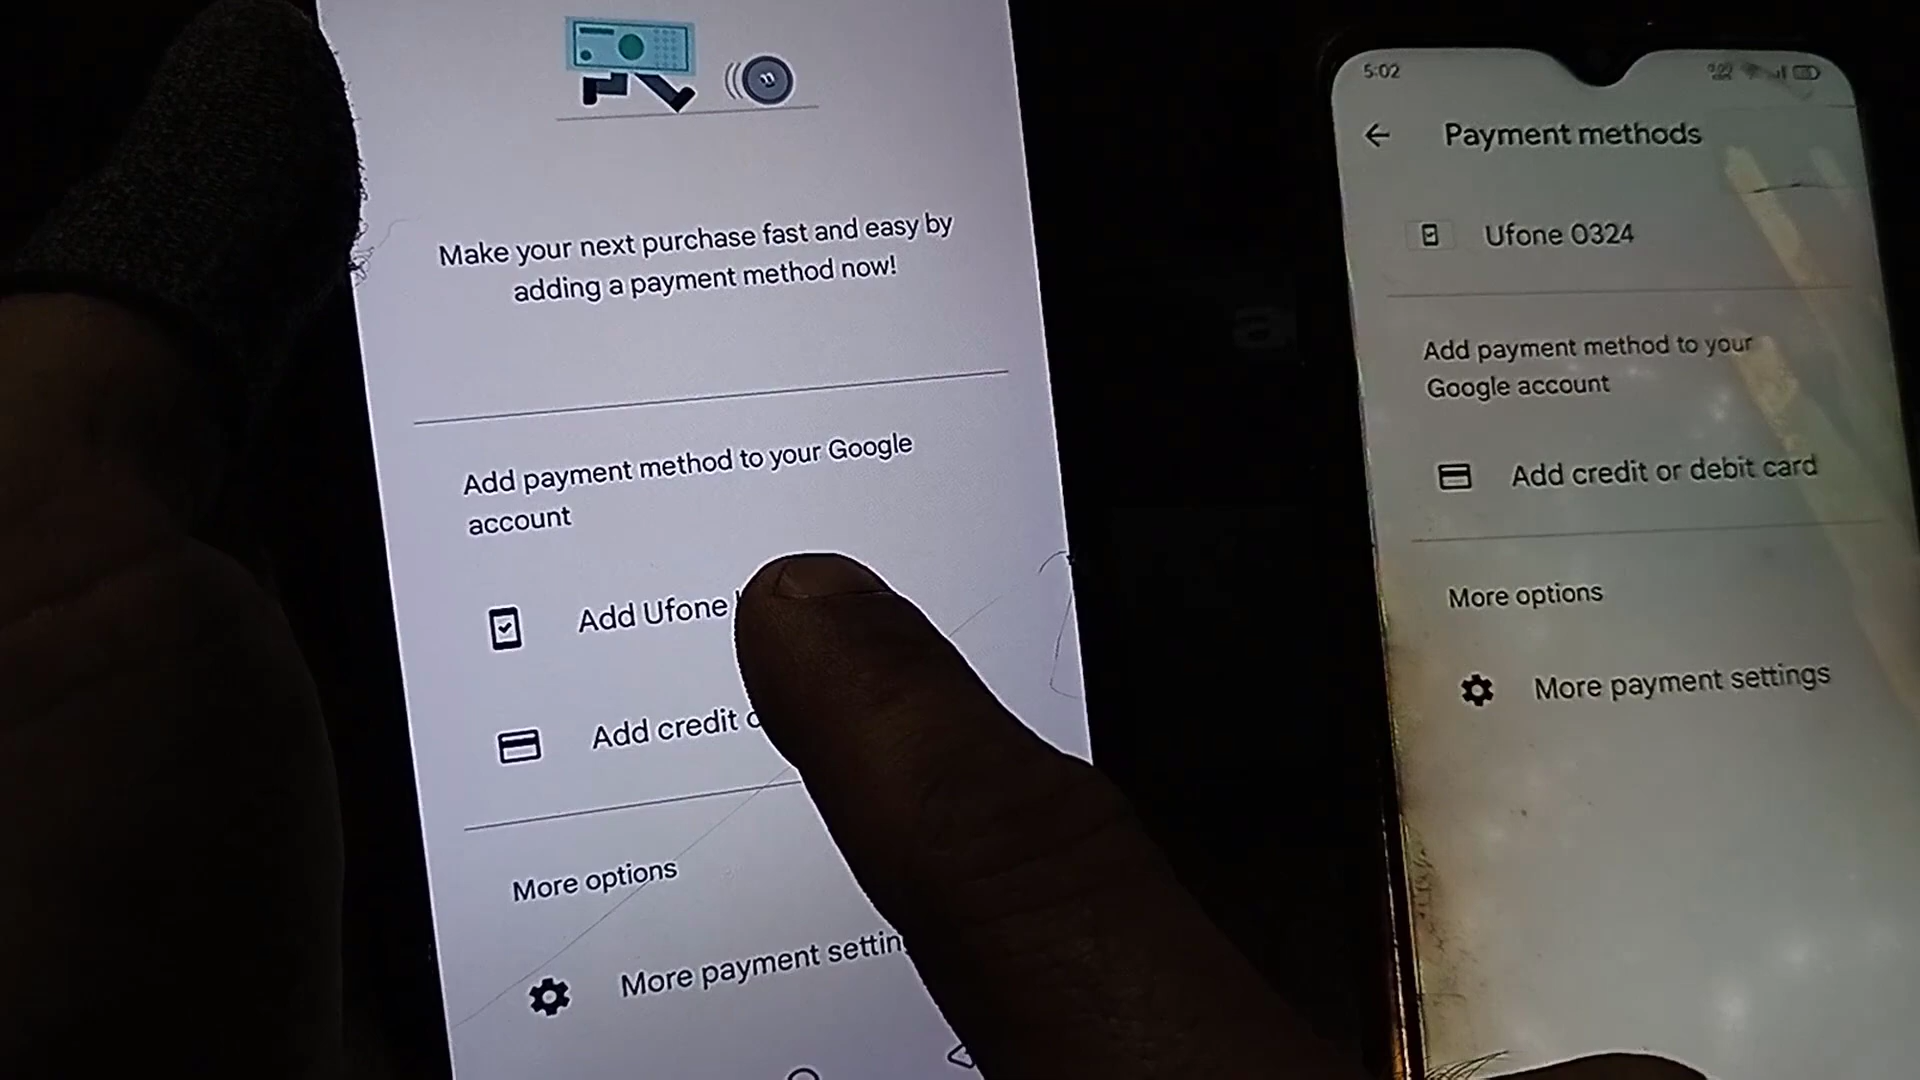 Make your next purchase fast and easy by
adding a payment method now!
Add payment method to your Google
account
Add Ufone
Add credit
More options
More payment settin
5:02
Payment methods
Ufone 0324
Add payment method to your
Google account
Add credit or debit card
More options
More payment settings